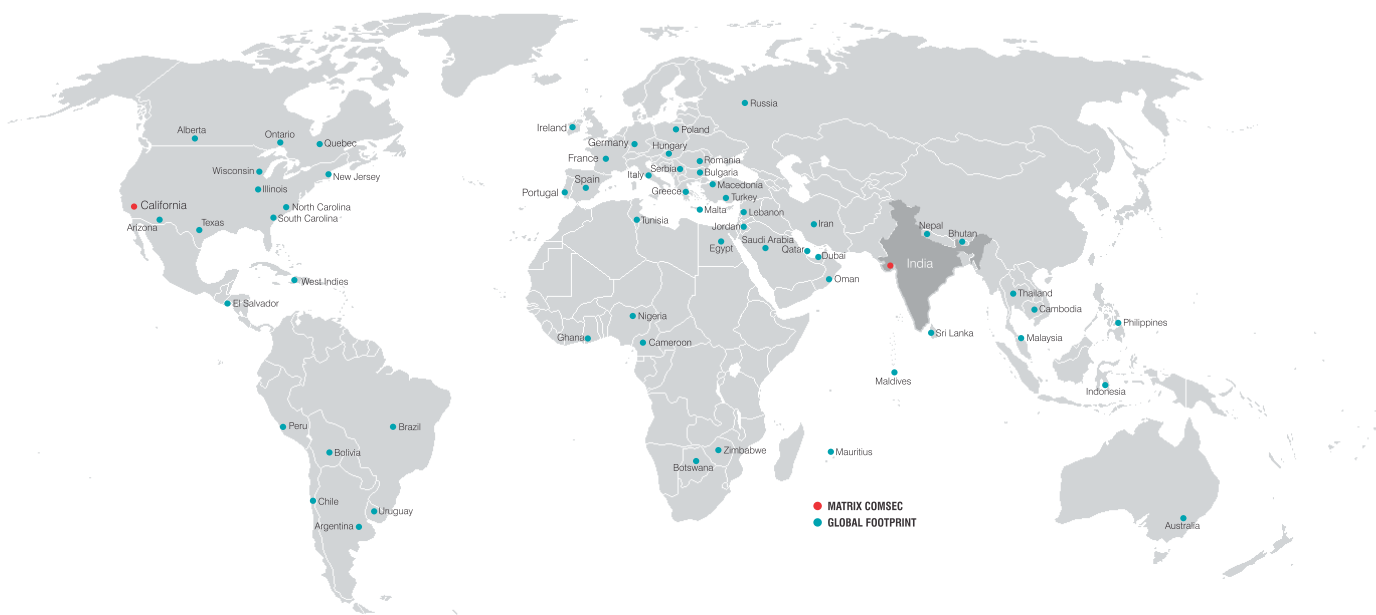 Russia
Ireland
Poland
Alberta
Ontario
Quebec
Germany
Hungary
France
Romania
Serbia
Bulgaria
Wisconsin
New Jersey
Italy
Spain
Macedonia
Illinois
Portugal
Greece
Turkey
California
North Carolina
Malta
Lebanon
South Carolina
Arizona
Texas
Tunisia
Jordan
Iran
Nepal
Bhutan
Egypt
Saudi Arabia
Qatar
Dubai
India
West Indies
Oman
El Salvador
Thailand
Cambodia
Nigeria
Philippines
Ghana
Cameroon
Sri Lanka
Malaysia
Maldives
Indonesia
Peru
Brazil
Bolivia
Zimbabwe
Mauritius
Botswana
Chile
Uruguay
Argentina
MATRIX COMSEC
GLOBAL FOOTPRINT
Australia